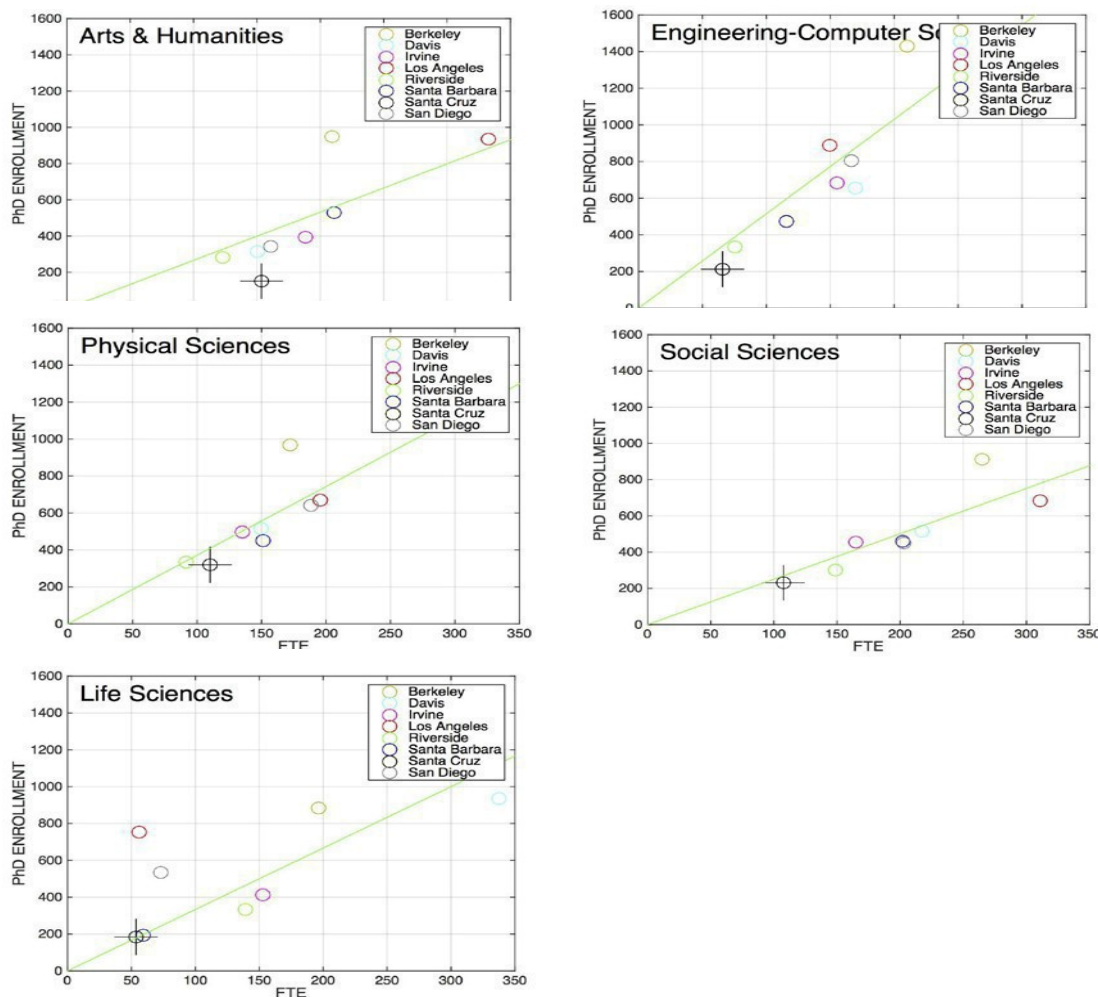 Arts & Humanities
1600
1400
1200
1000
800
600
400
200
PhD ENROLLMENT
Berkeley
Davis
Irvine
Los Angeles
Riverside
Santa Barbara
Santa Cruz
San Diego
Engineering-Computer Sc
1600
1400
1200
1000
800
600
400
200
0
PhD ENROLLMENT
Berkeley
Davis
Irvine
Los Angeles
Riverside
Santa Barbara
Santa Cruz
San Diego
Physical Sciences
1600
1400
1200
1000
800
600
400
200
0
PhD ENROLLMENT
Berkeley
Davis
Irvine
Los Angeles
Riverside
Santa Barbara
Santa Cruz
San Diego
0 50 100 150 200 250 300 350
FTE
Social Sciences
1600
1400
1200
1000
800
600
400
200
0
PhD ENROLLMENT
Berkeley
Davis
Irvine
Los Angeles
Riverside
Santa Barbara
Santa Cruz
San Diego
0 50 100 150 200 250 300 350
FTE
Life Sciences
1600
1400
1200
1000
800
600
400
200
0
PhD ENROLLMENT
Berkeley
Davis
Irvine
Los Angeles
Riverside
Santa Barbara
Santa Cruz
San Diego
0 50 100 150 200 250 300 350
FTE